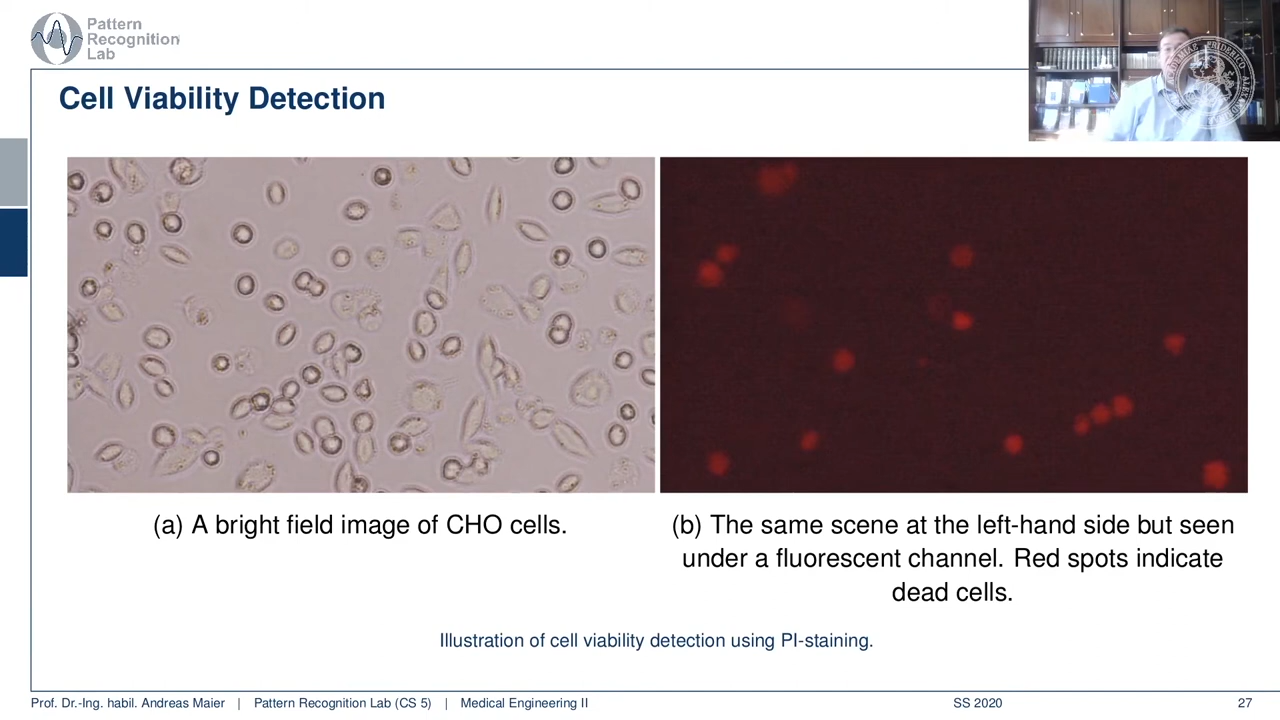 Pattern
Recognition
Lab
Cell Viability Detection
(a) A bright field image of CHO cells.
(b) The same scene at the left-hand side but seen
under a fluorescent channel. Red spots indicate
dead cells.
Illustration of cell viability detection using PI-staining.
Prof. Dr.-Ing. habil. Andreas Maier | Pattern Recognition Lab (CS 5) | Medical Engineering II SS 2020 27